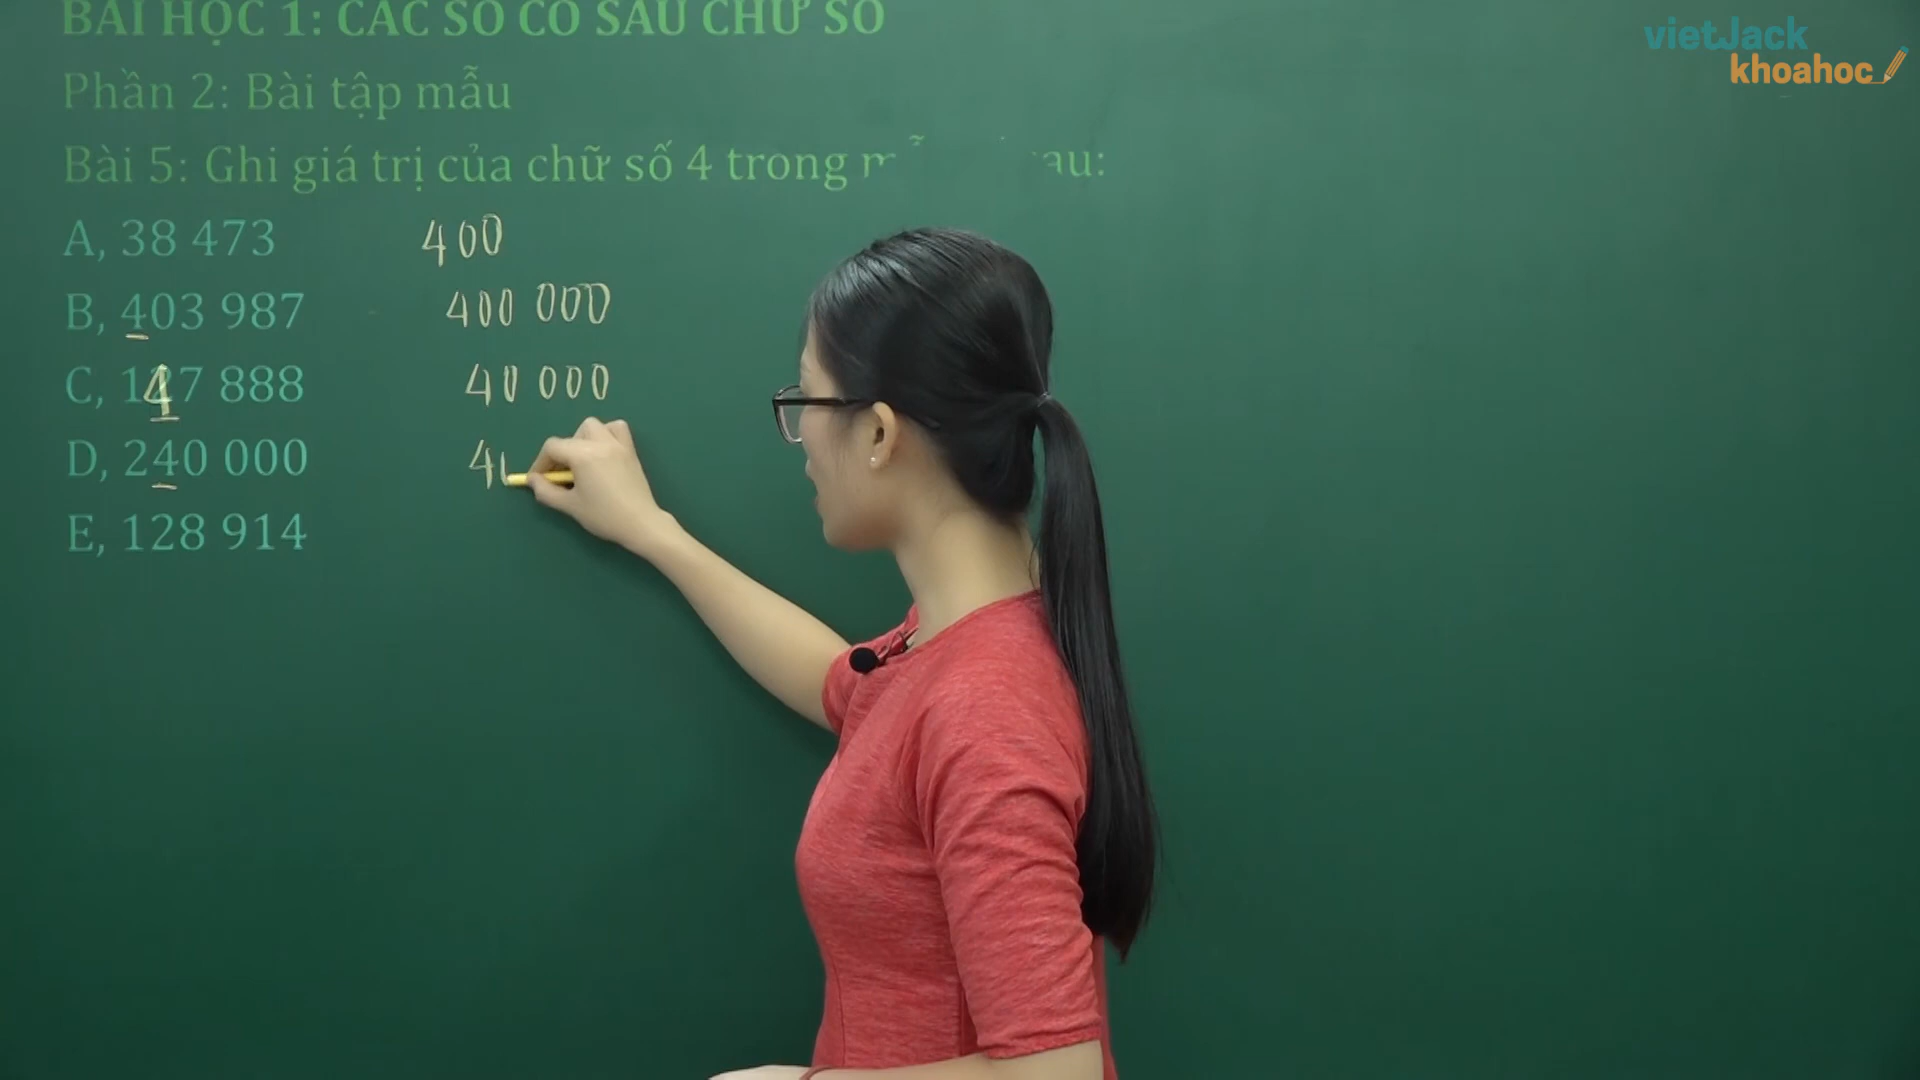 BÀI HỌC 1: CÁC SỐ CÓ SÁU CHỮ SỐ
vietJack
khoahoc
Phần 2: Bài tập mẫu
Bài 5: Ghi giá trị của chữ số 4 trong
A, 38 473 400
B, 403 987 400 000
C, 147 888 40 000
D, 240 000 4
E, 128 914